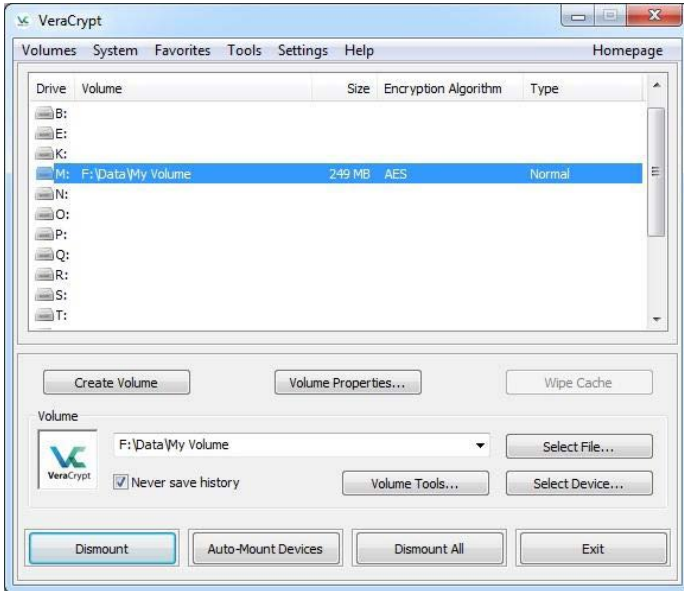 VeraCrypt
Volumes System Favorites Tools Settings Help Homepage
Drive Volume Size Encryption Algorithm Type
B:
E:
K:
M: F:\Data\My Volume 249 MB AES Normal
N:
O:
P:
Q:
R:
S:
T:
Create Volume Volume Properties... Wipe Cache
Volume
F:\Data\My Volume Select File...
VeraCrypt
Never save history Volume Tools... Select Device...
Dismount Auto-Mount Devices Dismount All Exit